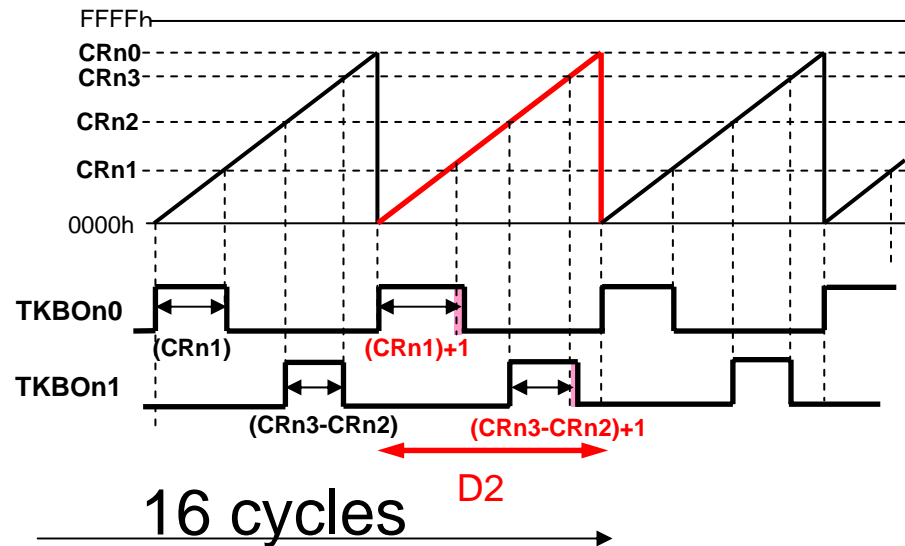 FFFFh
CRn0
CRn3
CRn2
CRn1
0000h
TKBOn0
(CRn1)
(CRn1)+1
TKBOn1
(CRn3-CRn2)
(CRn3-CRn2)+1
D2
16 cycles